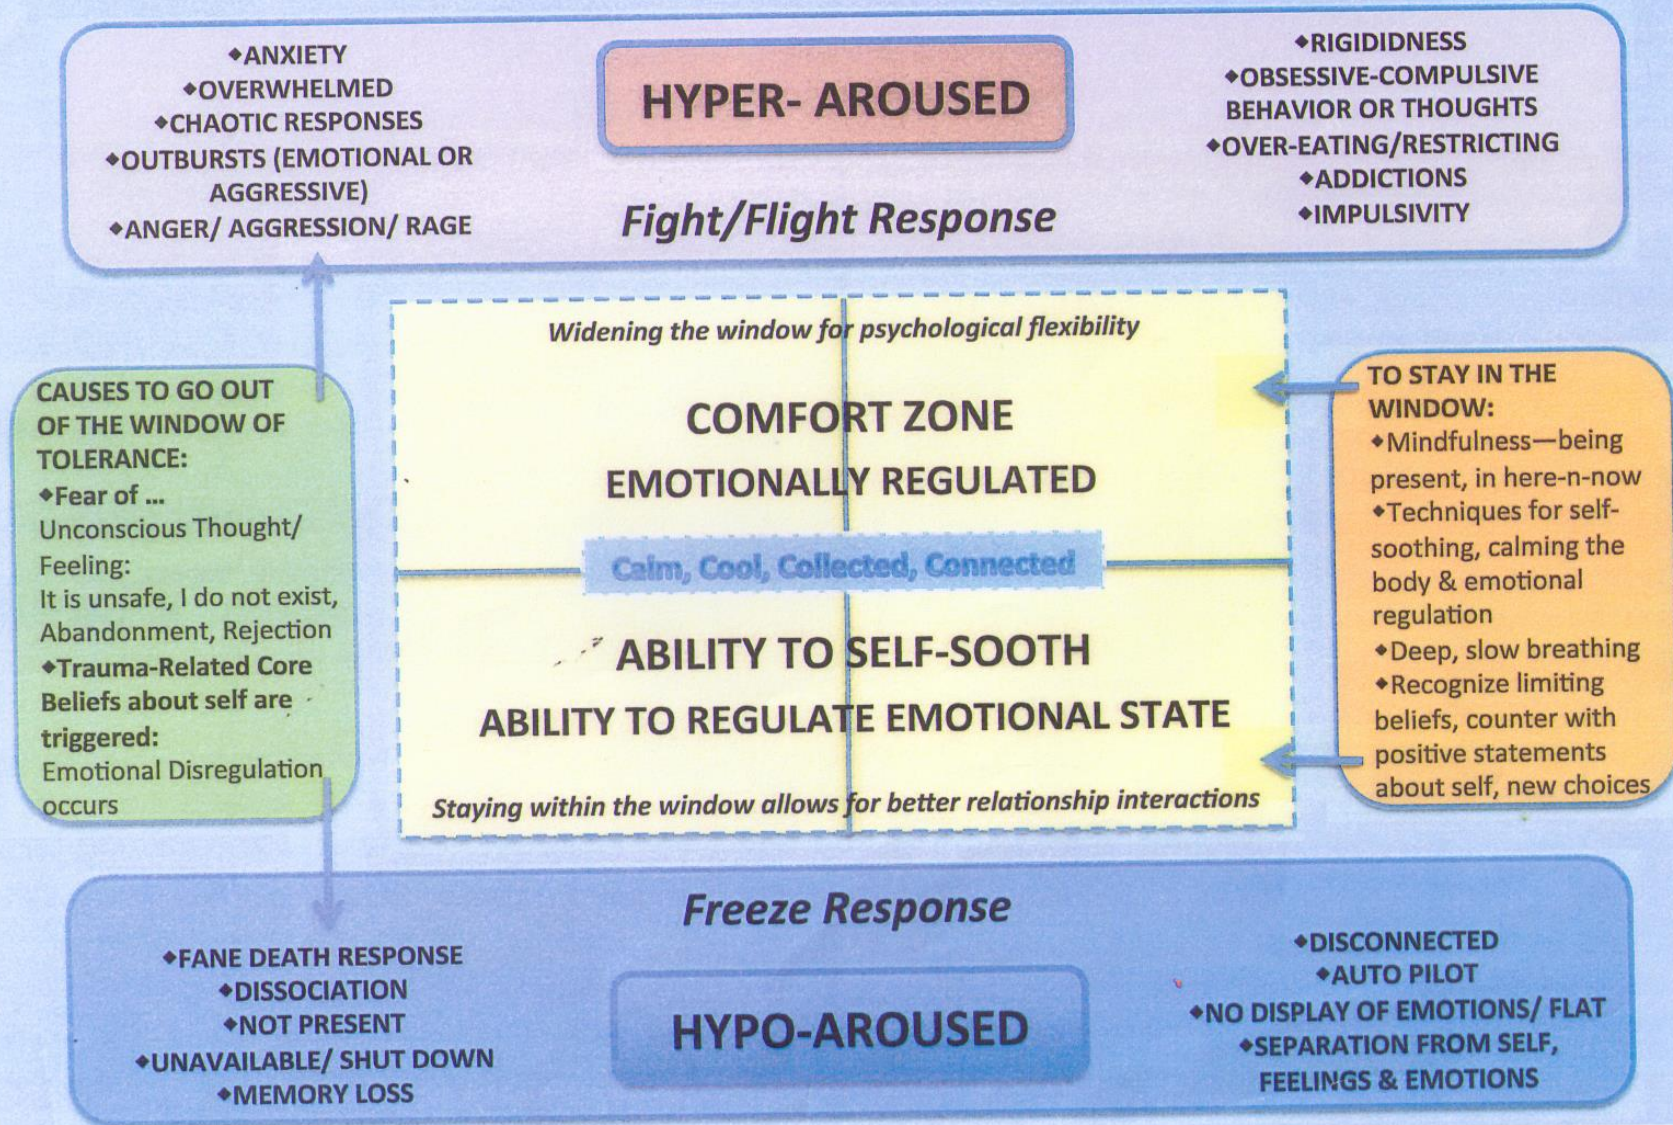 ◆ANXIETY
◆OVERWHELMED
◆CHAOTIC RESPONSES
◆OUTBURSTS (EMOTIONAL OR
AGGRESSIVE)
◆ANGER/ AGGRESSION/ RAGE
HYPER- AROUSED
Fight/Flight Response
◆RIGIDIDNESS
◆OBSESSIVE-COMPULSIVE
BEHAVIOR OR THOUGHTS
◆OVER-EATING/RESTRICTING
◆ADDICTIONS
◆IMPULSIVITY
CAUSES TO GO OUT
OF THE WINDOW OF
TOLERANCE:
◆Fear of ...
Unconscious Thought/
Feeling:
It is unsafe, I do not exist,
Abandonment, Rejection
◆Trauma-Related Core
Beliefs about self are
triggered:
Emotional Disregulation
occurs
Widening the window for psychological flexibility
COMFORT ZONE
EMOTIONALLY REGULATED
Calm, Cool, Collected, Connected
ABILITY TO SELF-SOOTH
ABILITY TO REGULATE EMOTIONAL STATE
Staying within the window allows for better relationship interactions
TO STAY IN THE
WINDOW:
◆Mindfulness—being
present, in here-n-now
◆Techniques for self-
soothing, calming the
body & emotional
regulation
◆Deep, slow breathing
◆Recognize limiting
beliefs, counter with
positive statements
about self, new choices
Freeze Response
HYPO-AROUSED
◆FANE DEATH RESPONSE
◆DISSOCIATION
◆NOT PRESENT
◆UNAVAILABLE/ SHUT DOWN
◆MEMORY LOSS
◆DISCONNECTED
◆AUTO PILOT
◆NO DISPLAY OF EMOTIONS/ FLAT
◆SEPARATION FROM SELF,
FEELINGS & EMOTIONS